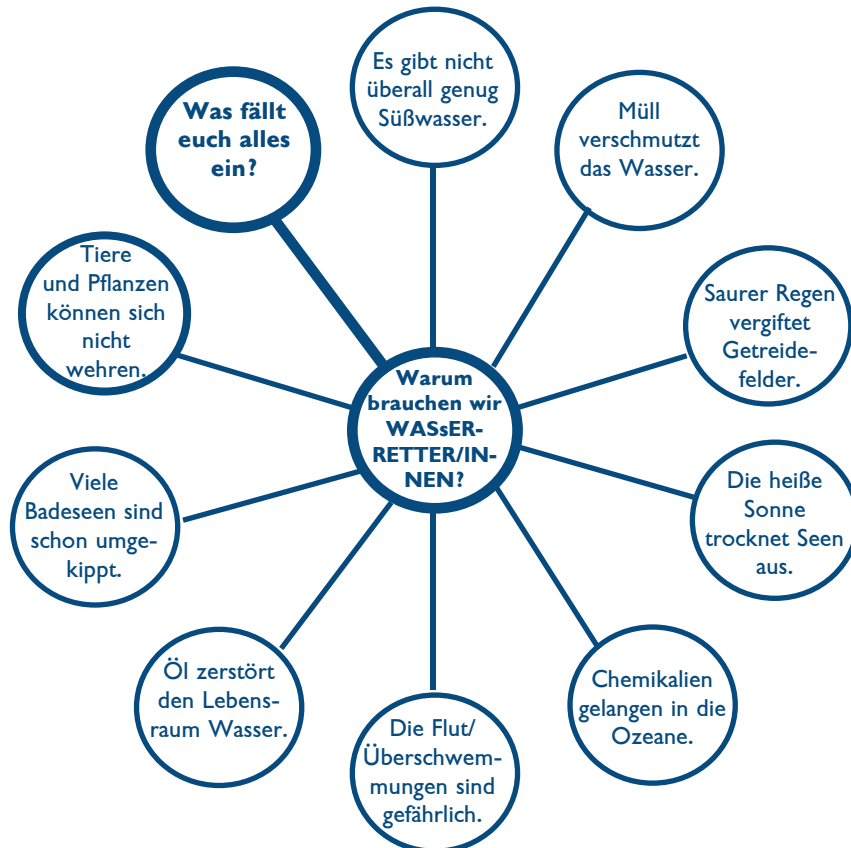 Was fällt
euch alles
ein?
Es gibt nicht
überall genug
Süßwasser.
Müll
verschmutzt
das Wasser.
Saurer Regen
vergiftet
Getreide-
felder.
Die heiße
Sonne
trocknet Seen
aus.
Chemikalien
gelangen in die
Ozeane.
Die Flut/
Überschwem-
mungen sind
gefährlich.
Öl zerstört
den Lebens-
raum Wasser.
Viele
Badeseen sind
schon umge-
kippt.
Tiere
und Pflanzen
können sich
nicht
wehren.
Warum
brauchen wir
WASsER-
RETTER/IN-
NEN?